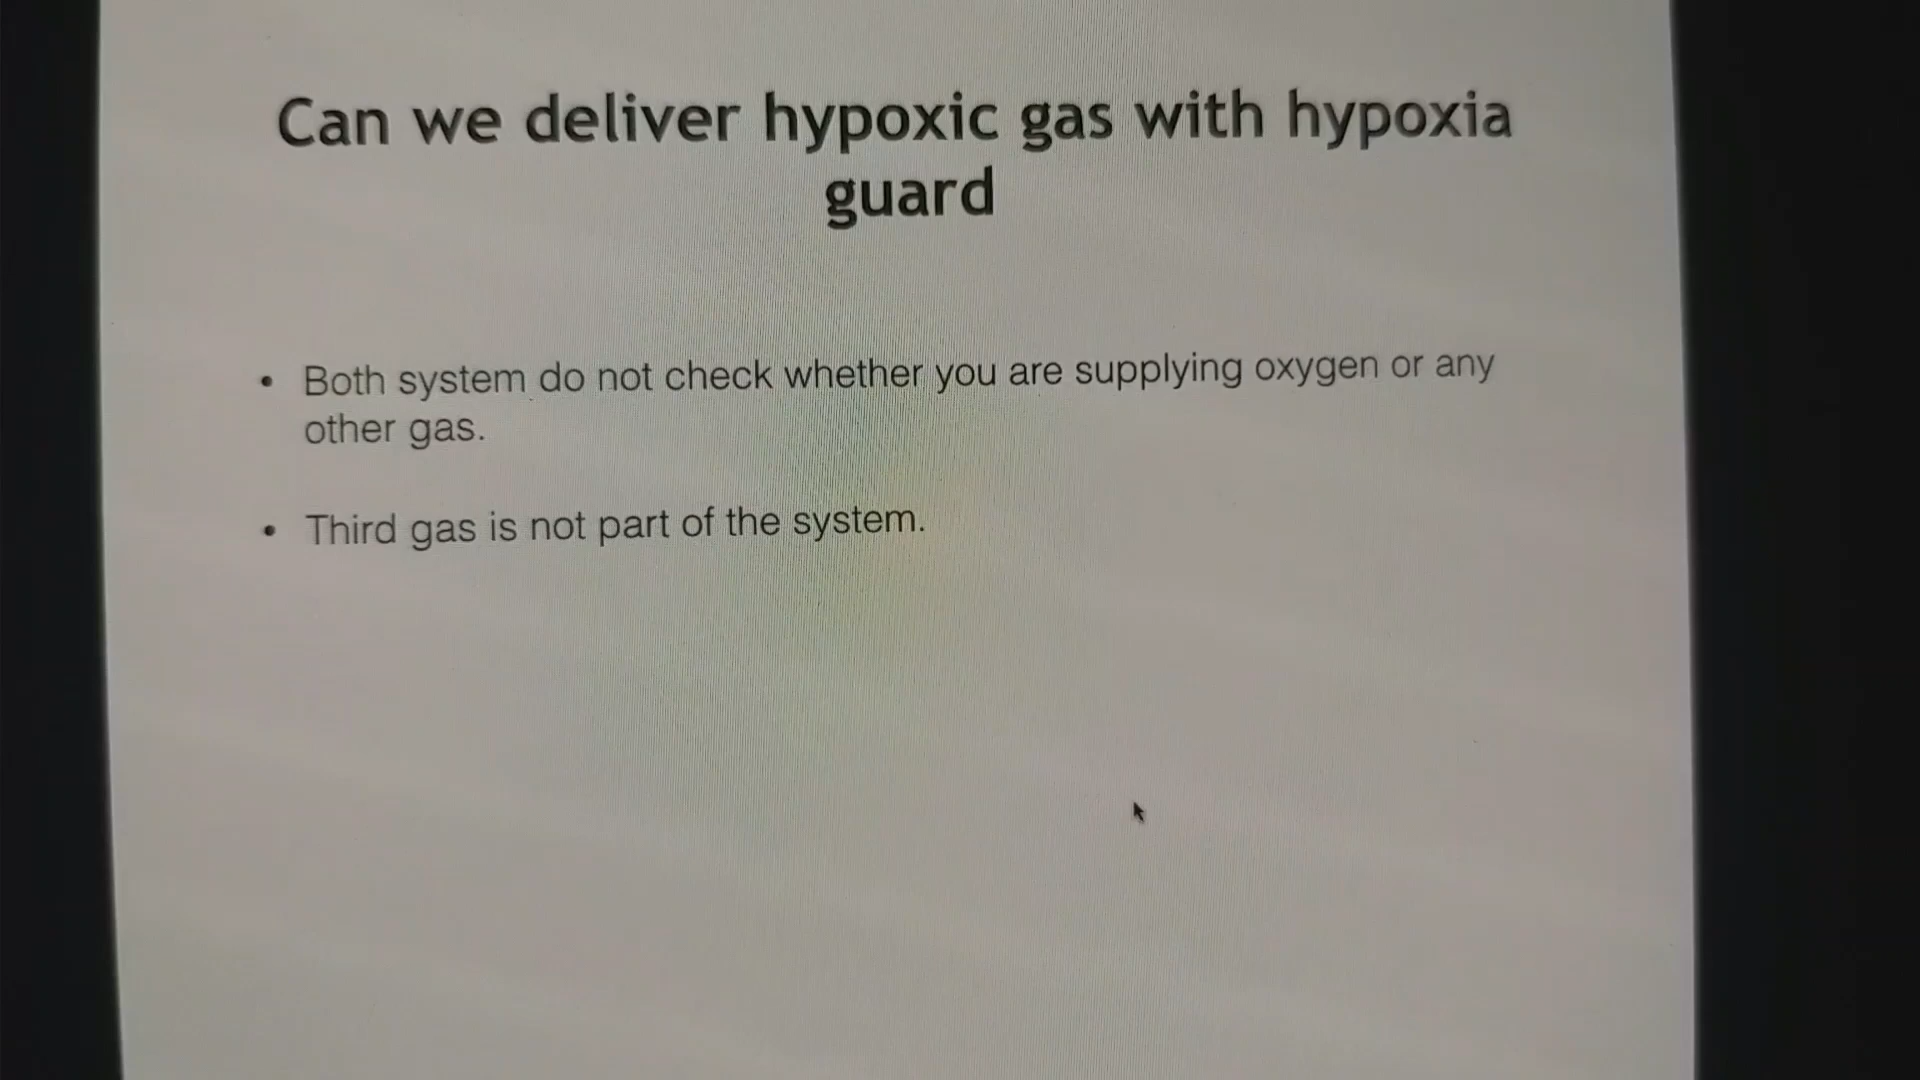 Can we deliver hypoxic gas with hypoxia
guard
• Both system do not check whether you are supplying oxygen or any
other gas.
• Third gas is not part of the system.